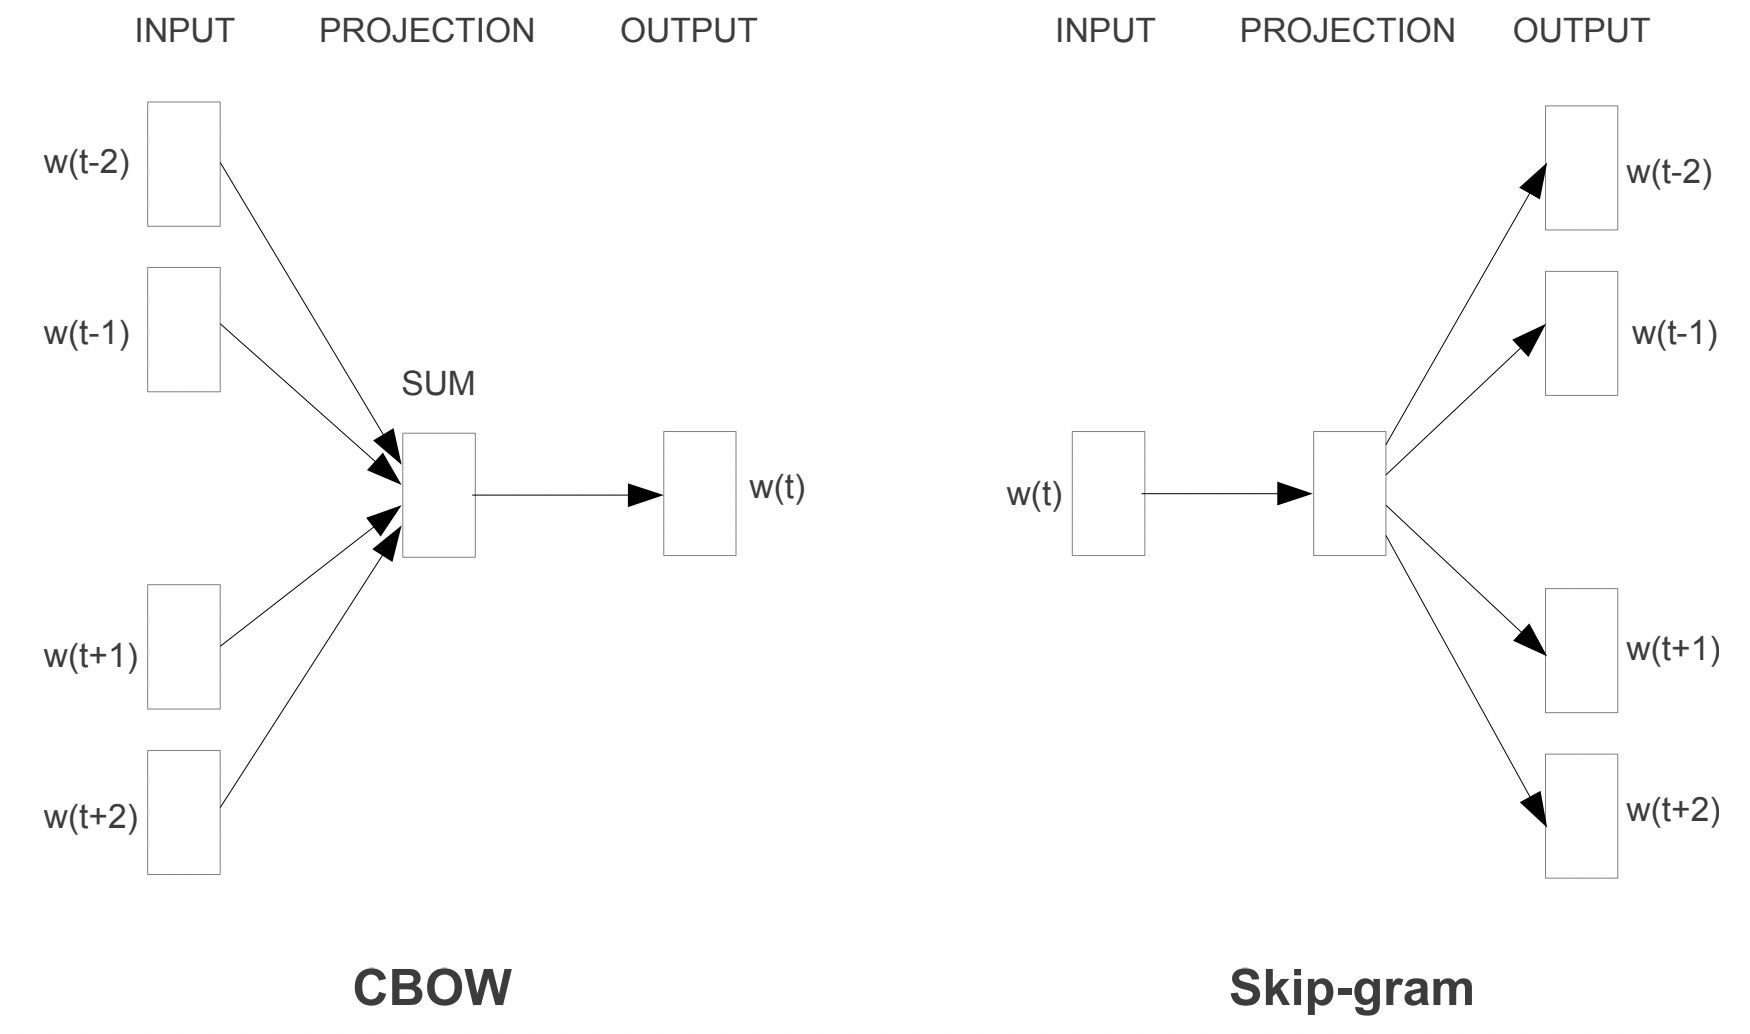 INPUT PROJECTION OUTPUT
w(t-2)
w(t-1)
SUM
w(t)
w(t+1)
w(t+2)
CBOW
INPUT PROJECTION OUTPUT
w(t-2)
w(t-1)
w(t)
w(t+1)
w(t+2)
Skip-gram